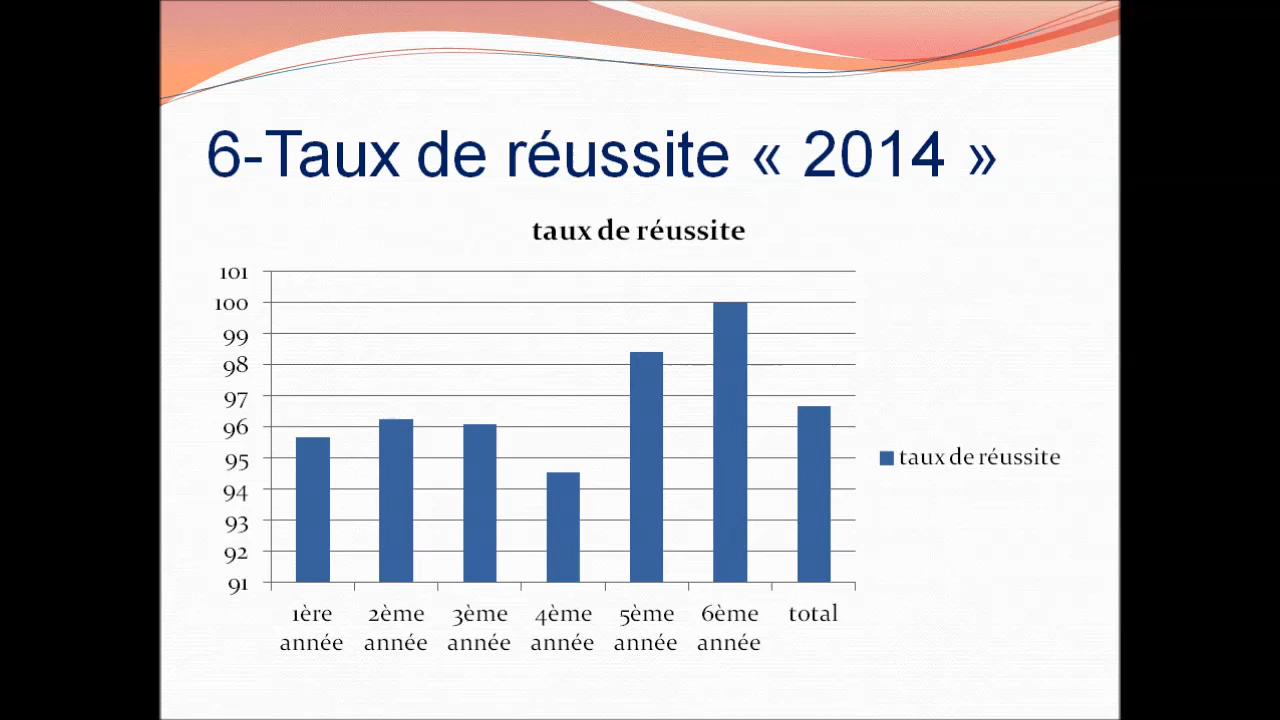 6-Taux de réussite « 2014 »
taux de réussite
101
100
99
98
97
96
95
94
93
92
91
1ère année
2ème année
3ème année
4ème année
5ème année
6ème année
total
taux de réussite